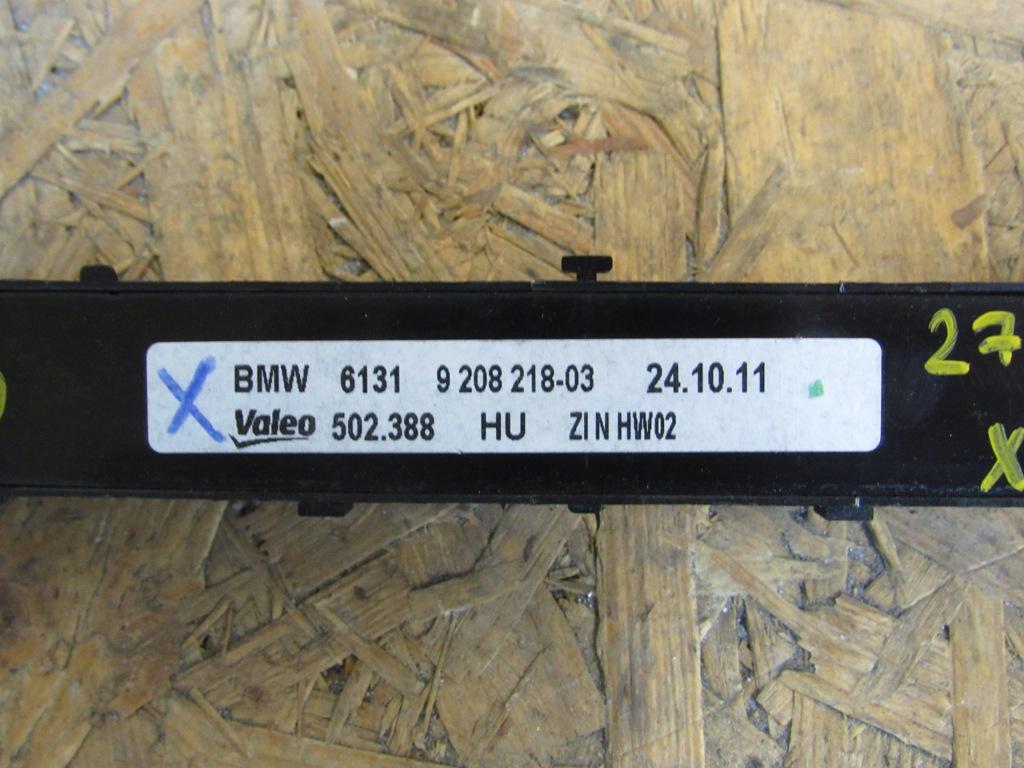 X BMW 6131 9 208 218-03 24.10.11
Valeo 502.388 HU ZI N HW02
27
X